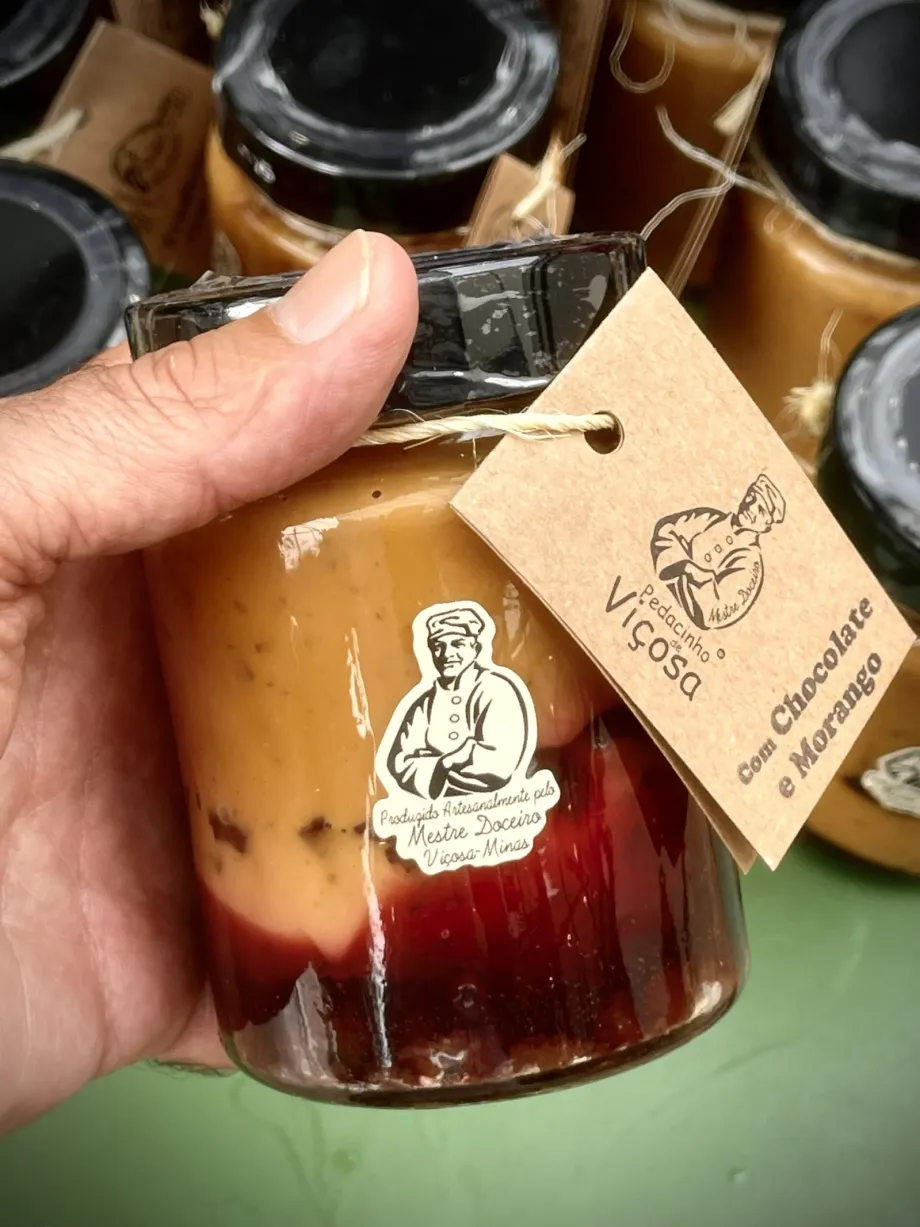 Mestre Doceiro
Pedacinho
de
Viçosa
Com Chocolate
e Morango
Produzido Artesanalmente pelo
Mestre Doceiro
Viçosa-Minas